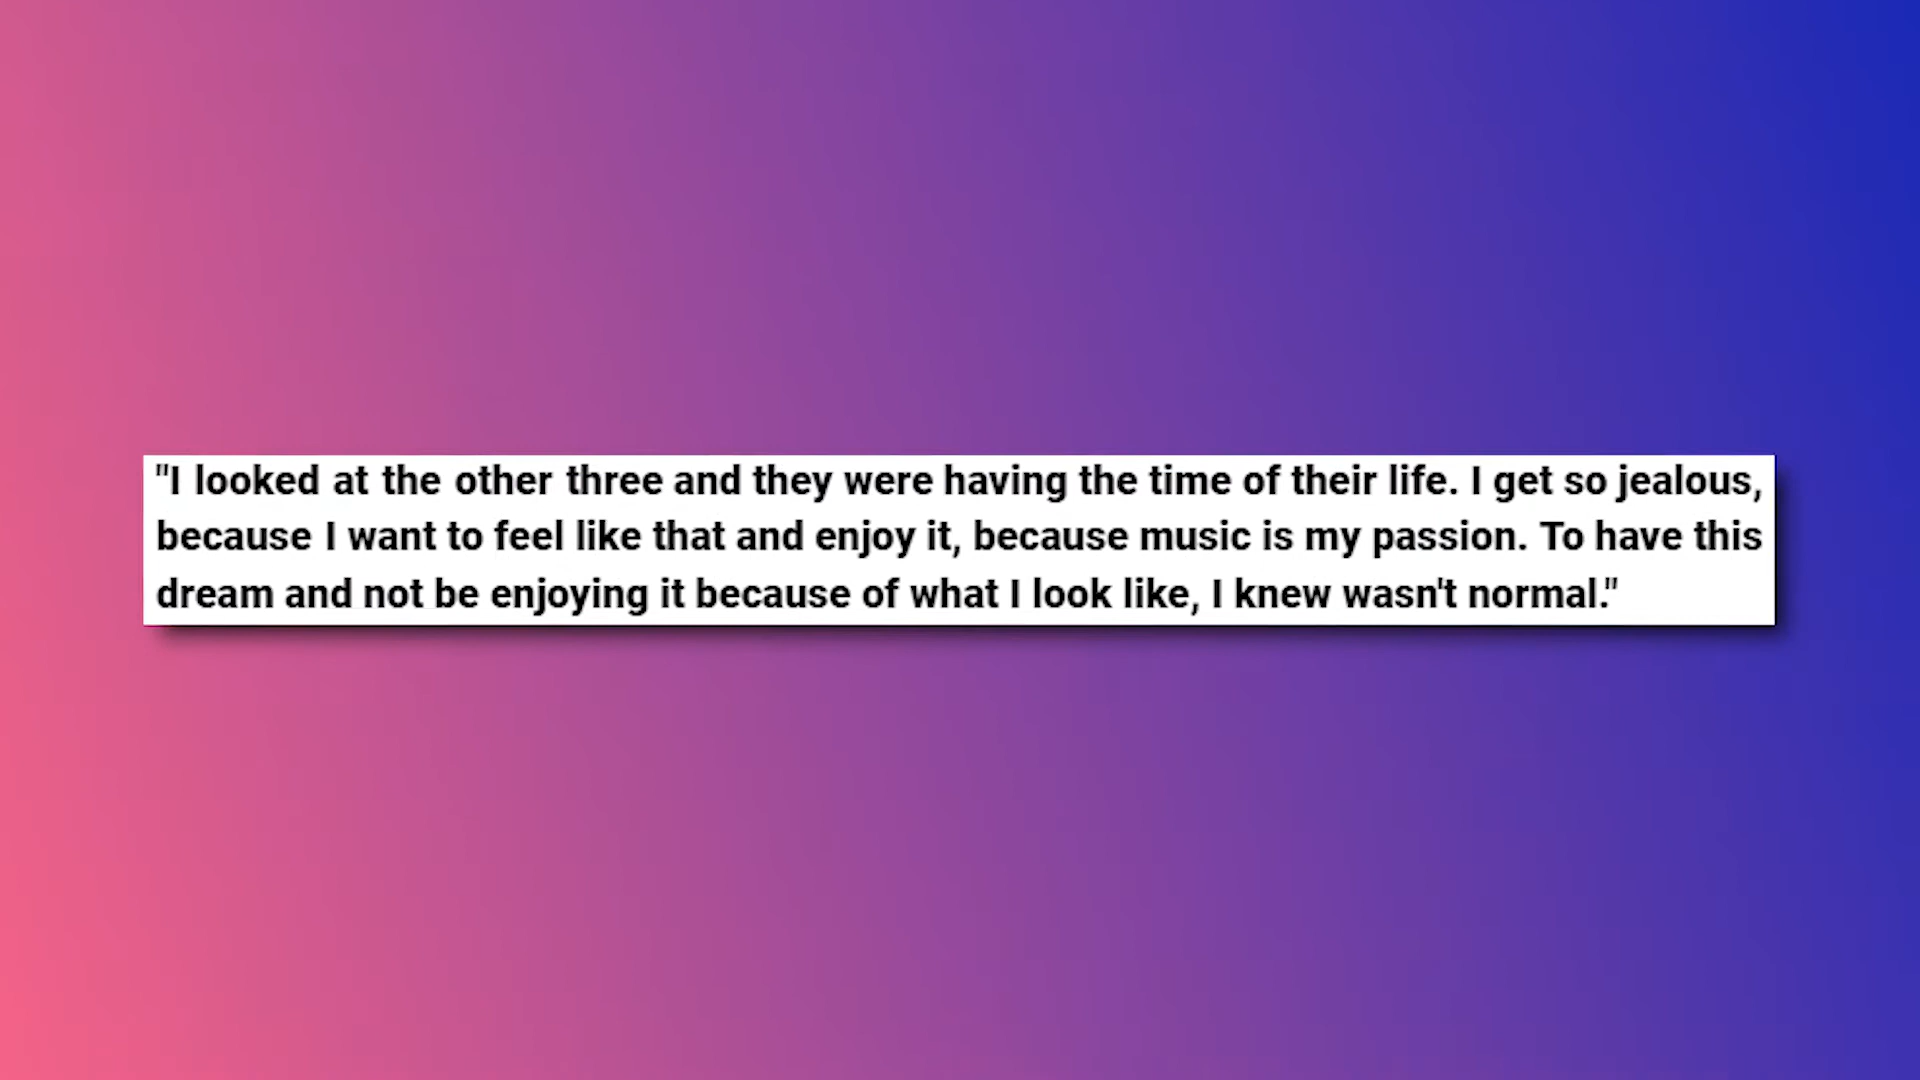 "I looked at the other three and they were having the time of their life. I get so jealous,
because I want to feel like that and enjoy it, because music is my passion. To have this
dream and not be enjoying it because of what I look like, I knew wasn't normal."